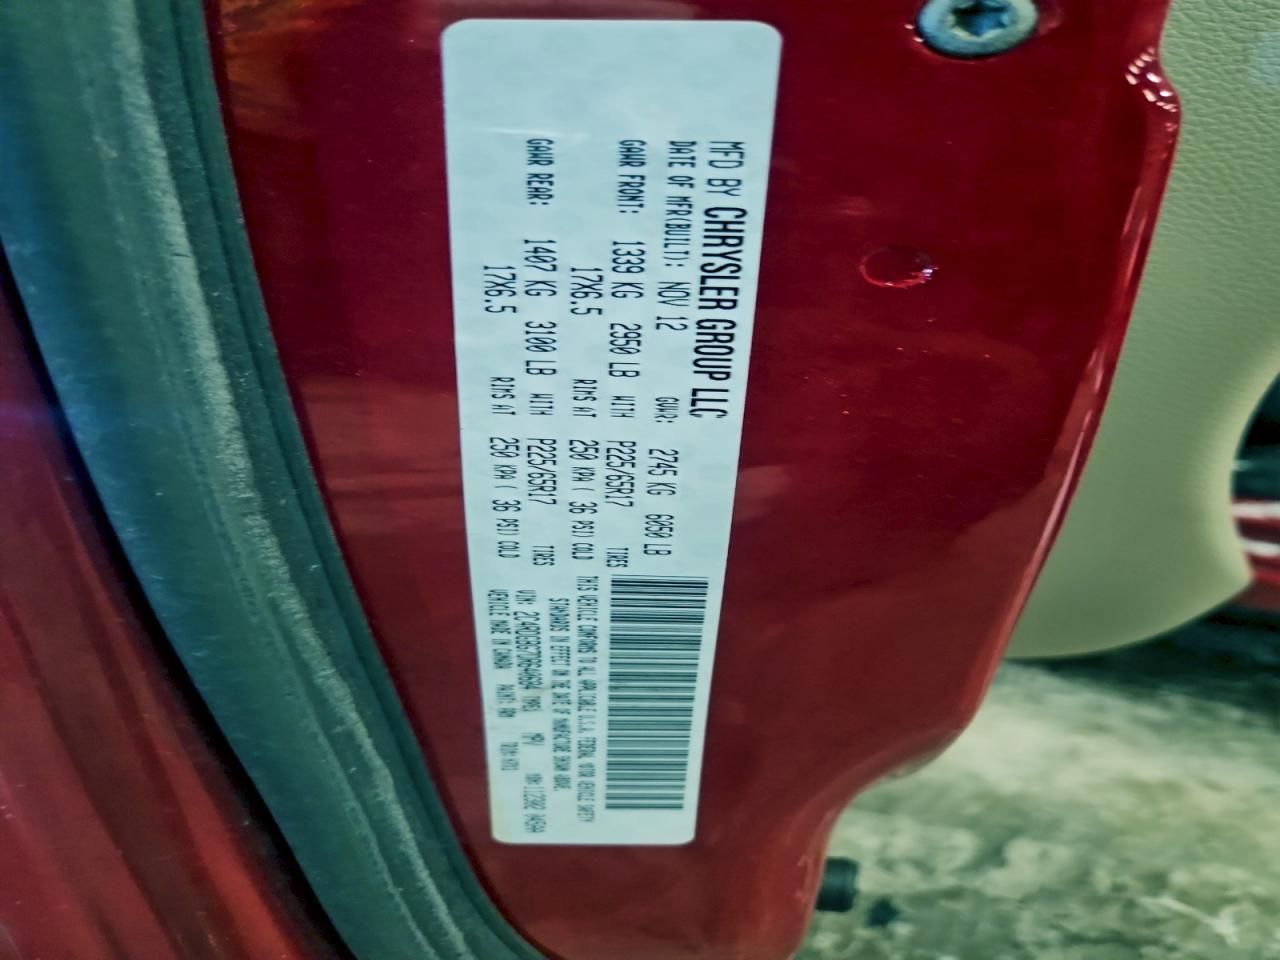 MFD BY CHRYSLER GROUP LLC
DATE OF MFR(BUILT): NOV 12 GVWR: 2745 KG 6050 LB
GAWR FRONT: 1339 KG 2950 LB WITH P225/65R17 TIRES
17X6.5 RIMS AT 250 KPA( 36 PSI) COLD
GAWR REAR: 1407 KG 3100 LB WITH P225/65R17 TIRES
17X6.5 RIMS AT 250 KPA( 36 PSI) COLD
THIS VEHICLE CONFORMS TO ALL APPLICABLE U.S.A. FEDERAL MOTOR VEHICLE SAFETY
STANDARDS IN EFFECT ON THE DATE OF MANUFACTURE SHOWN ABOVE.
VIN: TYPE: MPV
VEHICLE MADE IN CANADA PAINT: